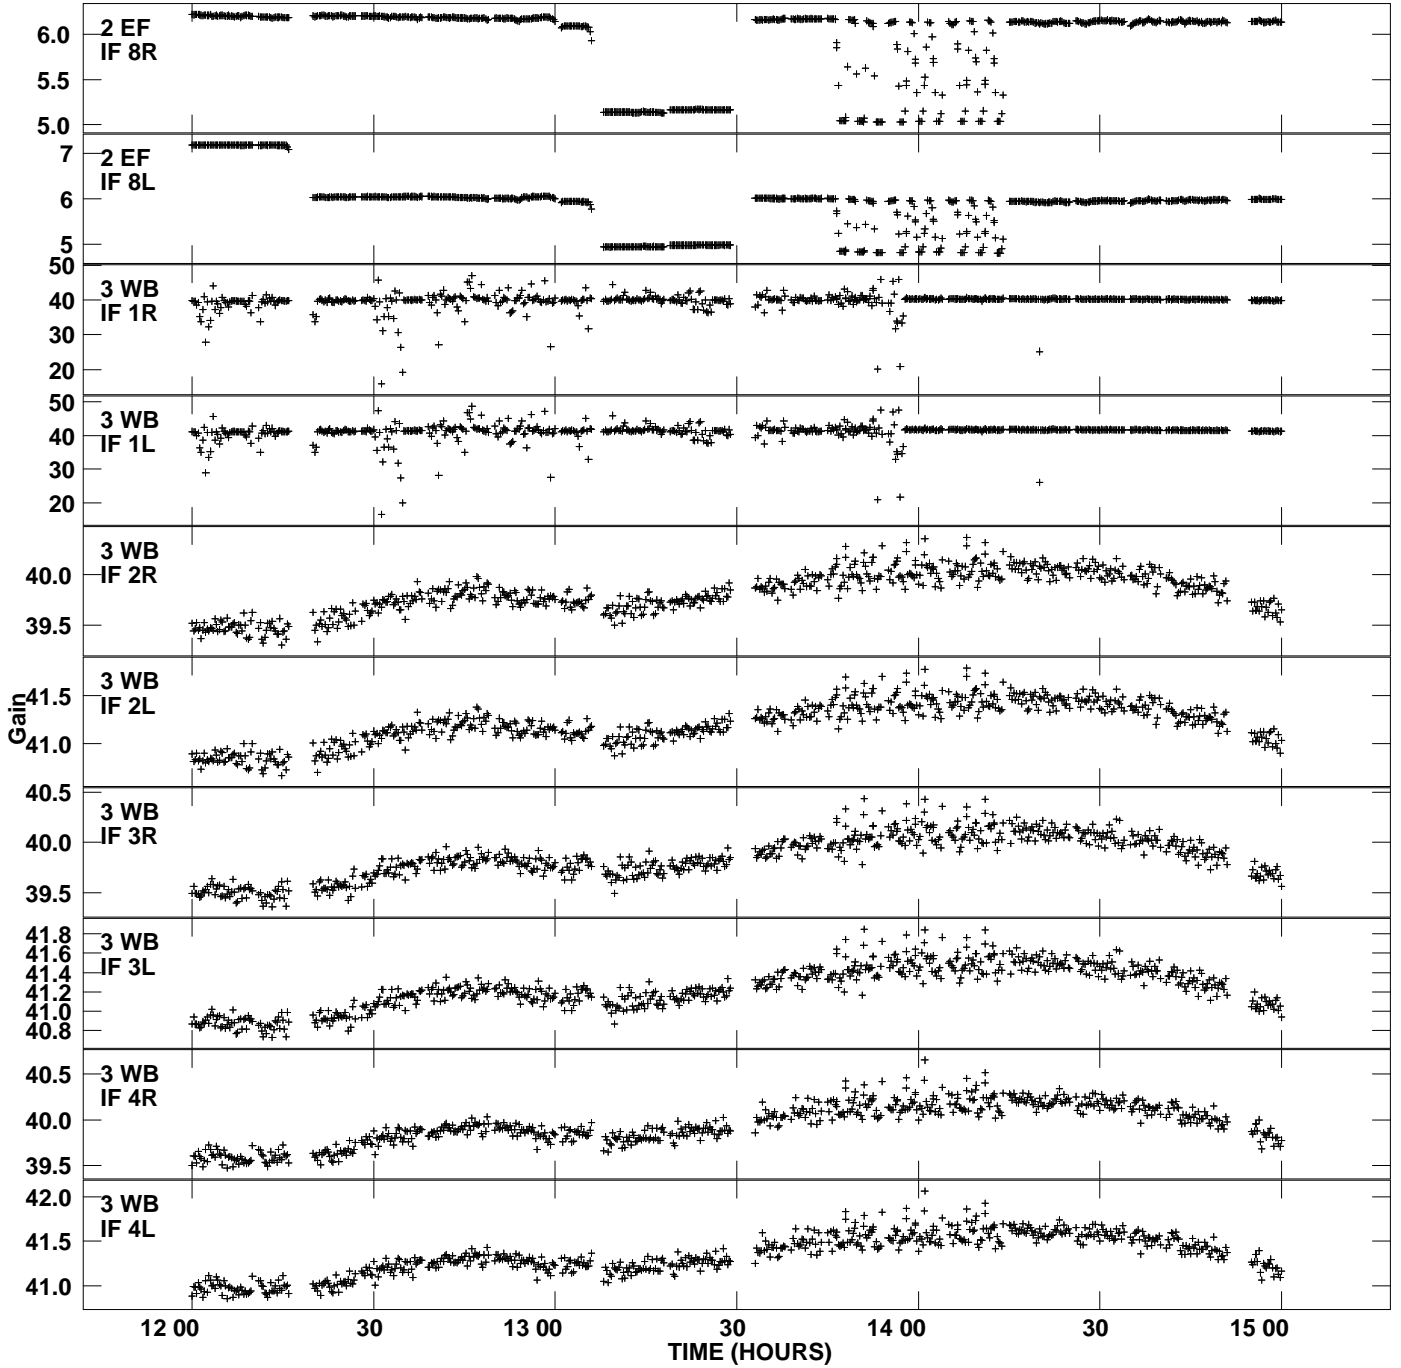 2 EF
IF 8R
6.0
5.5
5.0
2 EF
IF 8L
7
6
5
3 WB
IF 1R
50
40
30
20
3 WB
IF 1L
50
40
30
20
3 WB
IF 2R
40.0
39.5
3 WB
IF 2L
41.5
41.0
Gain
3 WB
IF 3R
40.5
40.0
39.5
3 WB
IF 3L
41.8
41.6
41.4
41.2
41.0
40.8
3 WB
IF 4R
40.5
40.0
39.5
3 WB
IF 4L
42.0
41.5
41.0
12 00 30 13 00 30 14 00 30 15 00
TIME (HOURS)